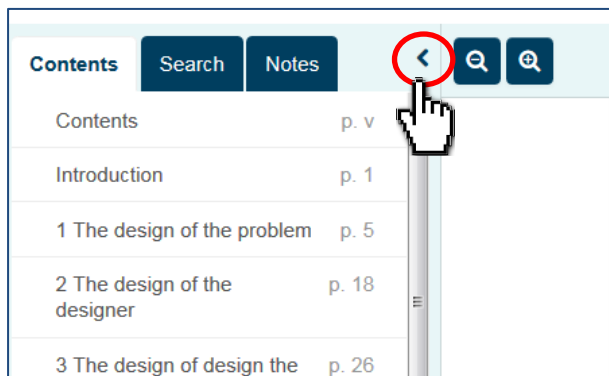 Contents Search Notes
Contents p. v
Introduction p. 1
1 The design of the problem p. 5
2 The design of the p. 18
designer
3 The design of design the p. 26